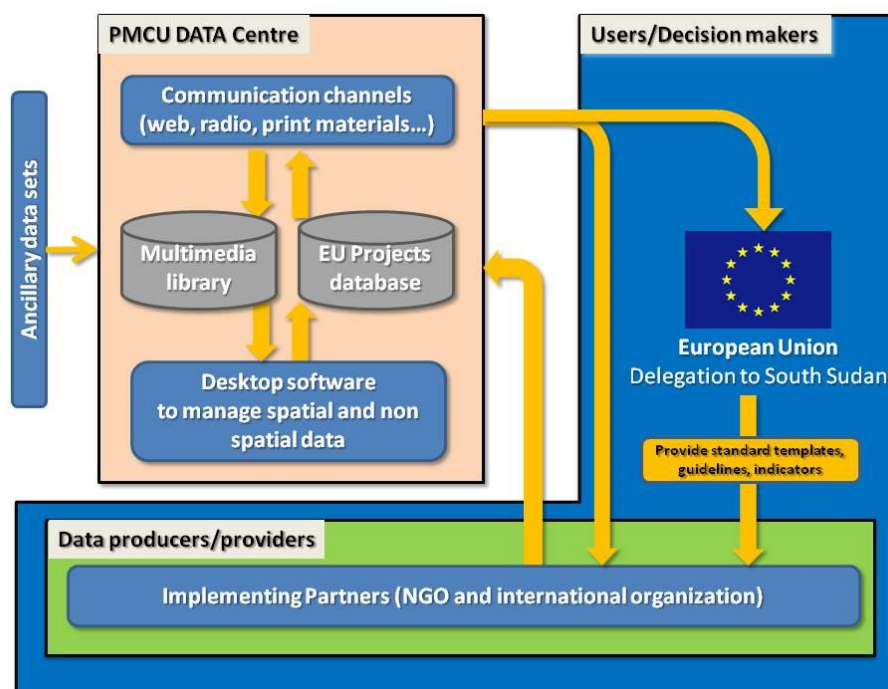 PMCU DATA Centre
Users/Decision makers
Ancillary data sets
Communication channels
(web, radio, print materials...)
Multimedia
library
EU Projects
database
Desktop software
to manage spatial and non
spatial data
European Union
Delegation to South Sudan
Provide standard templates,
guidelines, indicators
Data producers/providers
Implementing Partners (NGO and international organization)